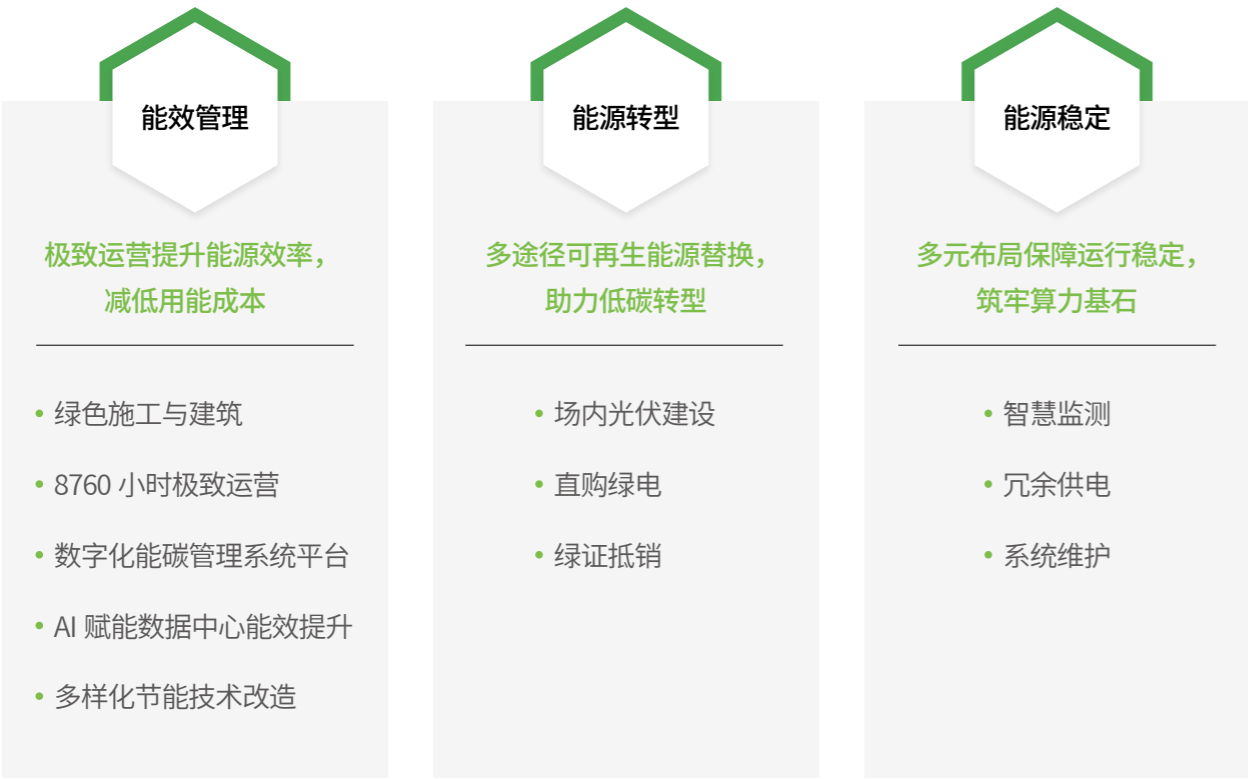 能效管理
极致运营提升能源效率，
减低用能成本
• 绿色施工与建筑
• 8760 小时极致运营
• 数字化能碳管理系统平台
• AI 赋能数据中心能效提升
• 多样化节能技术改造
能源转型
多途径可再生能源替换，
助力低碳转型
• 场内光伏建设
• 直购绿电
• 绿证抵销
能源稳定
多元布局保障运行稳定，
筑牢算力基石
• 智慧监测
• 冗余供电
• 系统维护